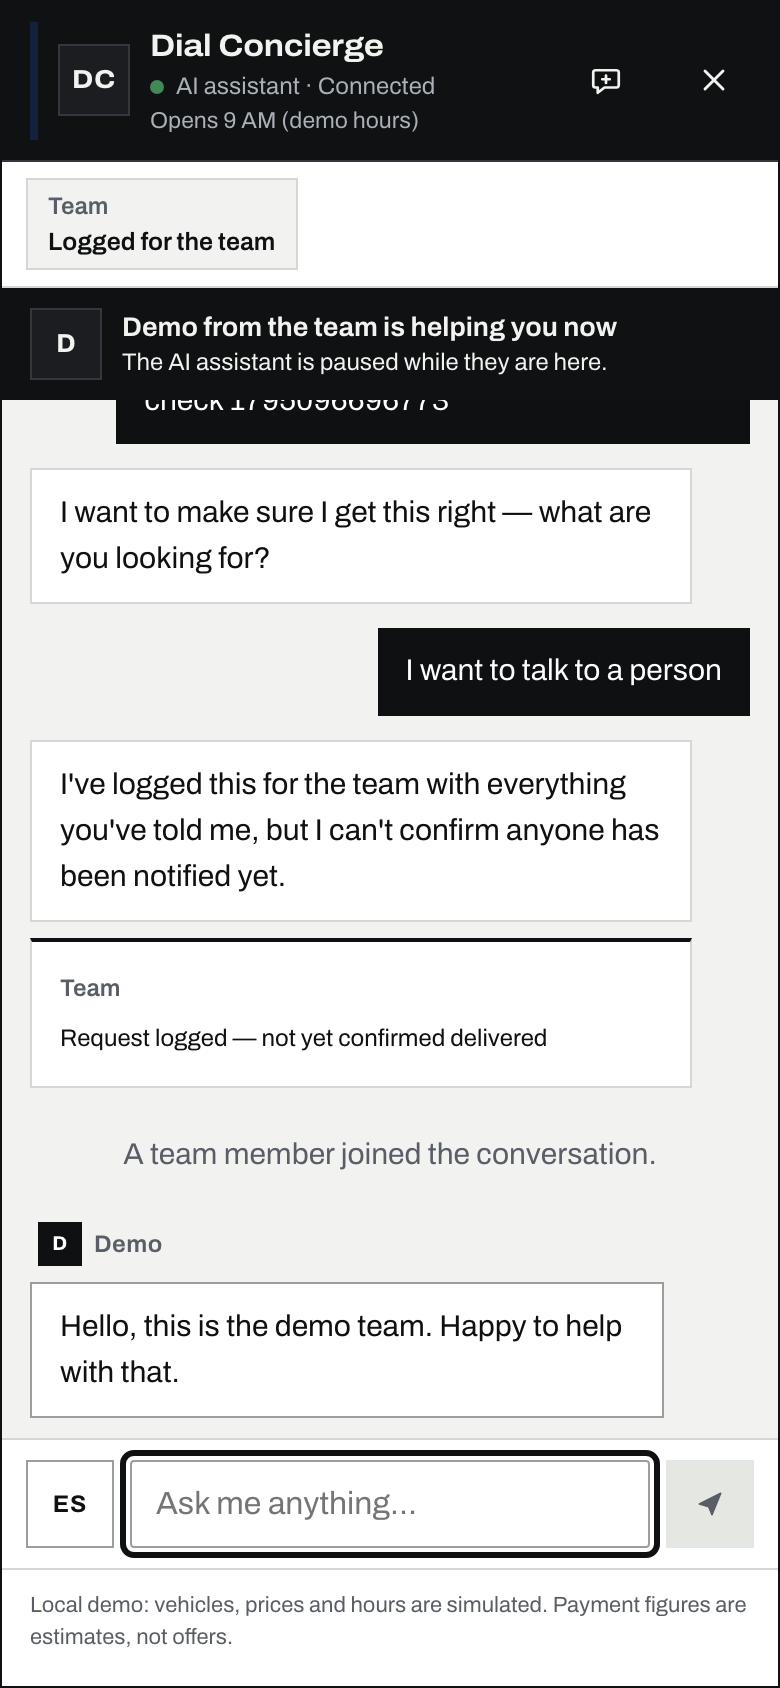 Dial Concierge
DC
AI assistant · Connected
Opens 9 AM (demo hours)
Team
Logged for the team
D
Demo from the team is helping you now
The AI assistant is paused while they are here.
check 1795096696773
I want to make sure I get this right — what are
you looking for?
I want to talk to a person
I've logged this for the team with everything
you've told me, but I can't confirm anyone has
been notified yet.
Team
Request logged — not yet confirmed delivered
A team member joined the conversation.
D Demo
Hello, this is the demo team. Happy to help
with that.
ES
Ask me anything...
Local demo: vehicles, prices and hours are simulated. Payment figures are
estimates, not offers.